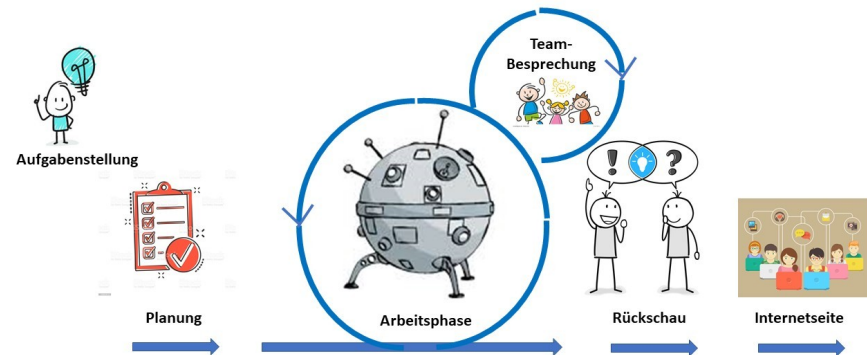 Team-
Besprechung
Aufgabenstellung
! ?
Planung
Arbeitsphase
Rückschau
Internetseite